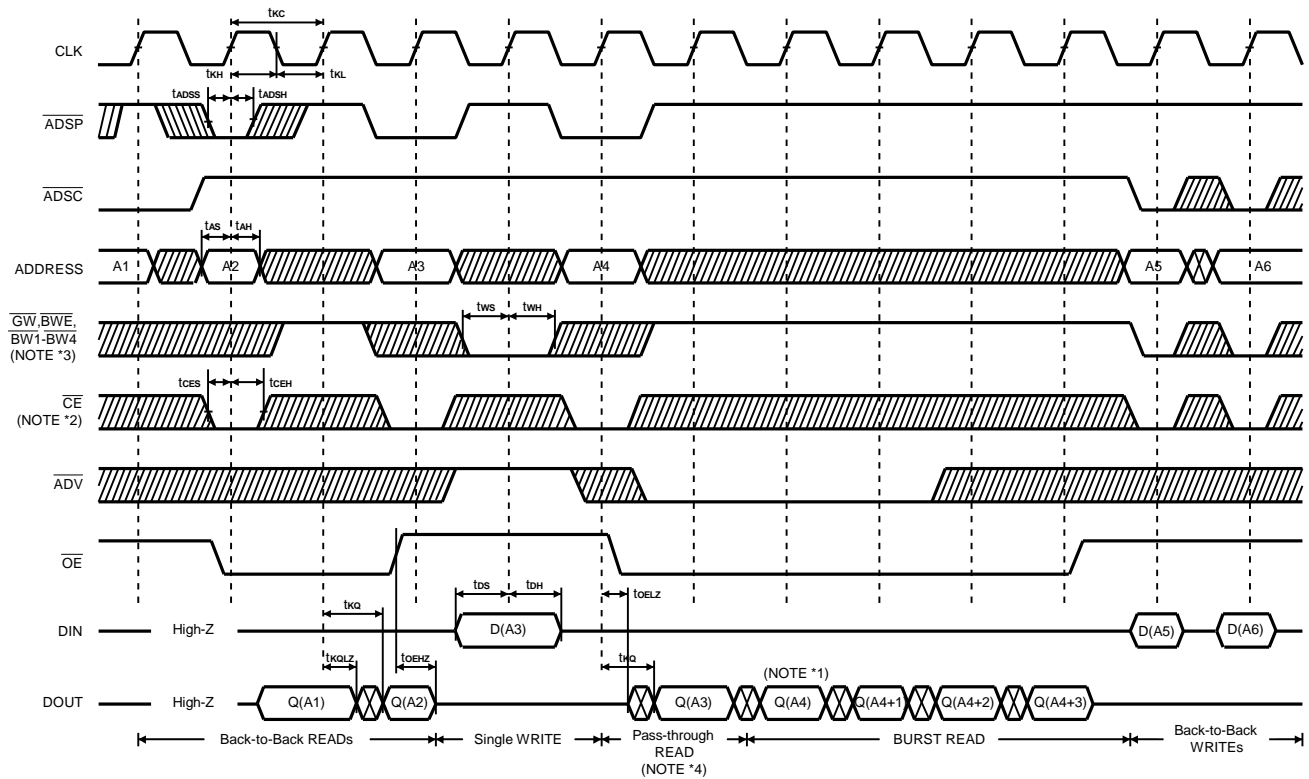 tKC
CLK
tKH
tKL
tADSS
tADSH
ADSP
ADSC
tAS
tAH
ADDRESS
A1
A2
A3
A4
A5
A6
GW,BWE,
BW1-BW4
(NOTE *3)
tWS
tWH
tCES
tCEH
CE
(NOTE *2)
ADV
OE
tDS
tDH
tOELZ
tKQ
DIN
High-Z
D(A3)
D(A5)
D(A6)
tKQLZ
tOEHZ
tKQ
(NOTE *1)
DOUT
High-Z
Q(A1)
Q(A2)
Q(A3)
Q(A4)
Q(A4+1)
Q(A4+2)
Q(A4+3)
Back-to-Back READs
Single WRITE
Pass-through
READ
(NOTE *4)
BURST READ
Back-to-Back
WRITEs